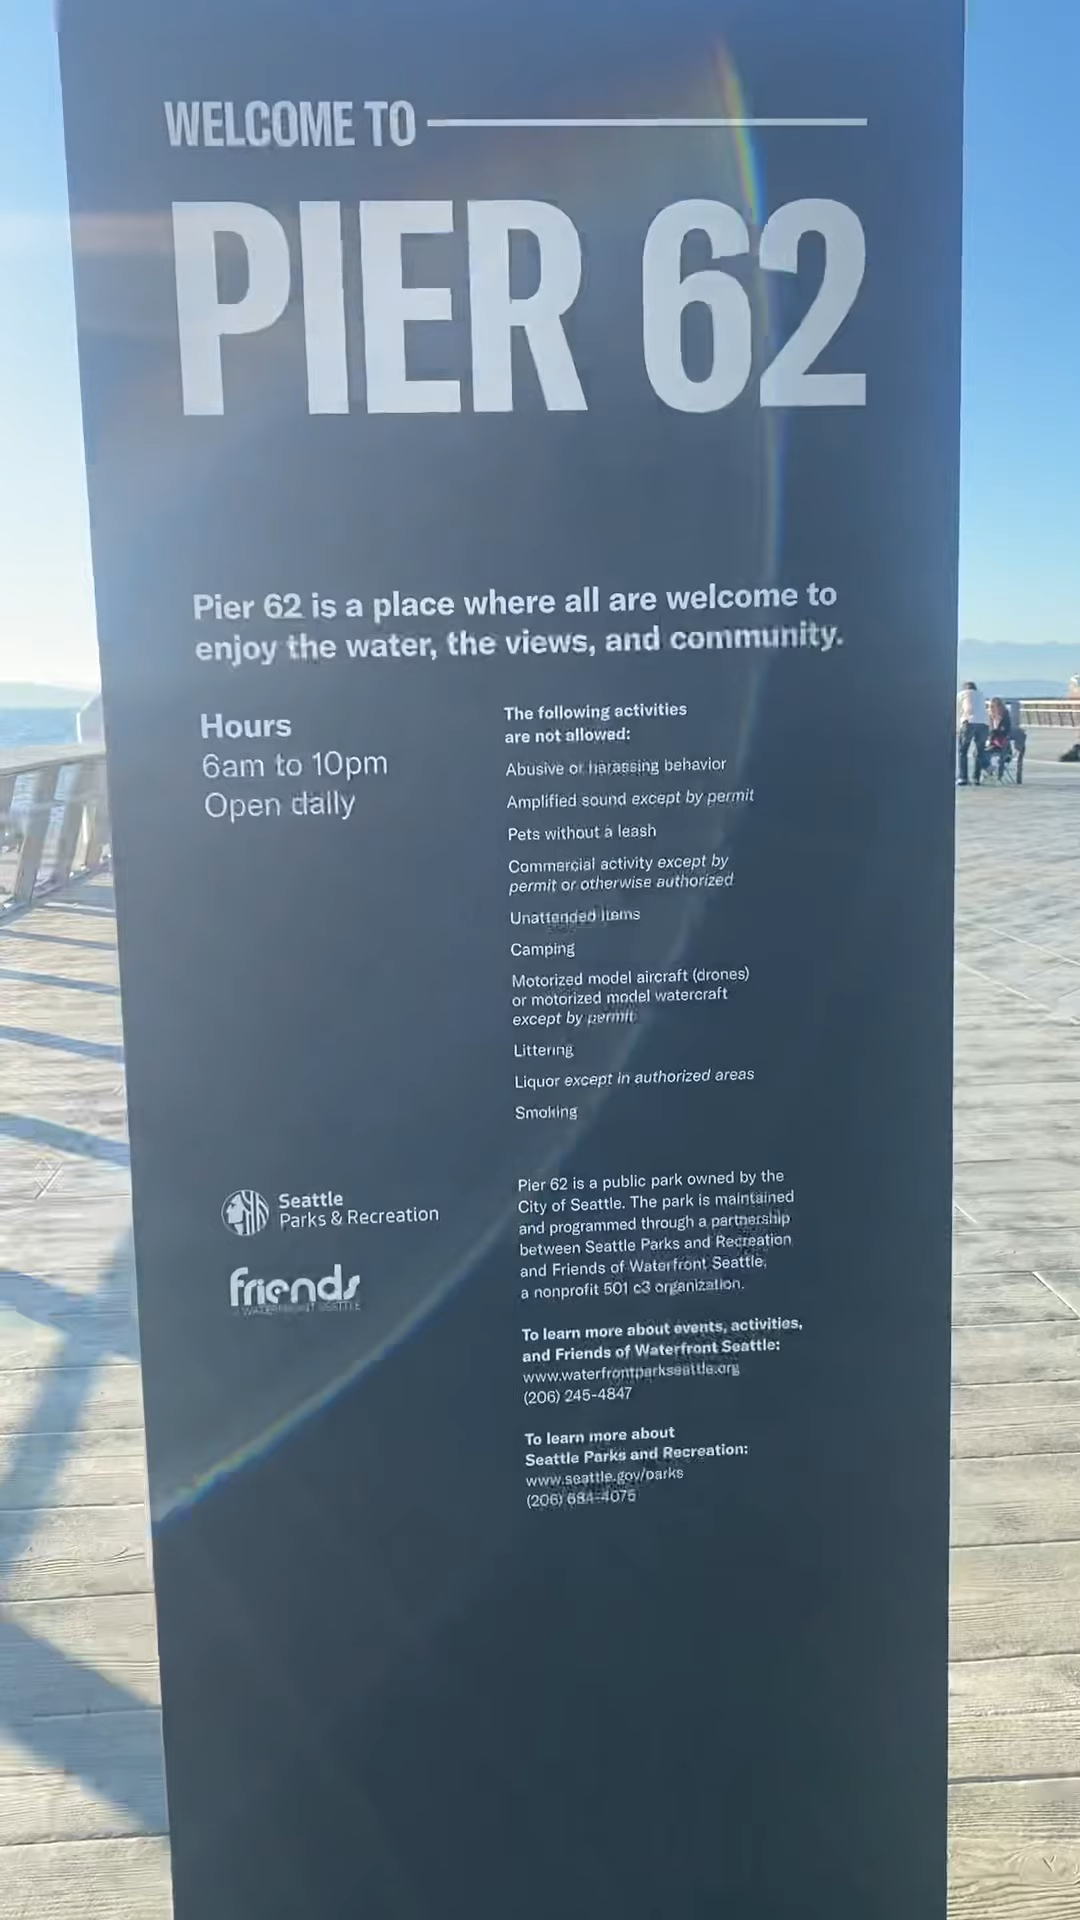 WELCOME TO
PIER 62
Pier 62 is a place where all are welcome to
enjoy the water, the views, and community.
Hours
6am to 10pm
Open daily
The following activities
are not allowed:
Abusive or harassing behavior
Amplified sound except by permit
Pets without a leash
Commercial activity except by
permit or otherwise authorized
Unattended items
Camping
Motorized model aircraft (drones)
or motorized model watercraft
except by permit
Littering
Liquor except in authorized areas
Smoking
Seattle
Parks & Recreation
friends
WATERFRONT SEATTLE
Pier 62 is a public park owned by the
City of Seattle. The park is maintained
and programmed through a partnership
between Seattle Parks and Recreation
and Friends of Waterfront Seattle,
a nonprofit 501 c3 organization.
To learn more about events, activities,
and Friends of Waterfront Seattle:
www.waterfrontparkseattle.org
(206) 245-4847
To learn more about
Seattle Parks and Recreation:
www.seattle.gov/parks
(206) 684-4075